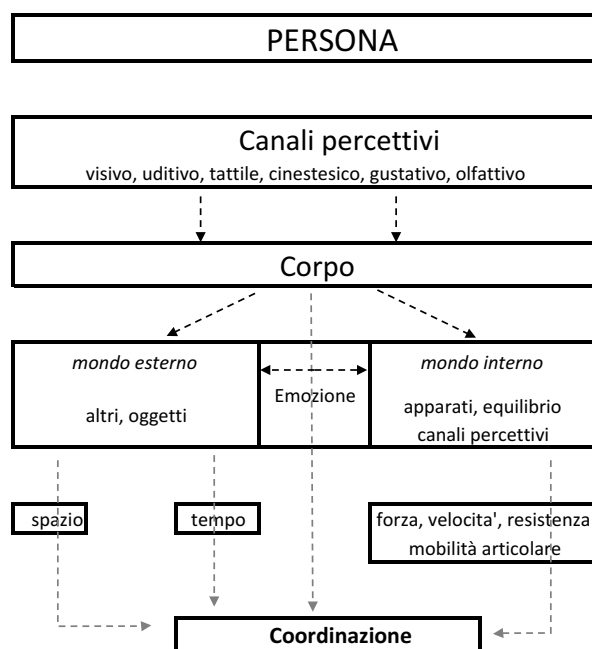 PERSONA
Canali percettivi
visivo, uditivo, tattile, cinestesico, gustativo, olfattivo
Corpo
mondo esterno
altri, oggetti
Emozione
mondo interno
apparati, equilibrio
canali percettivi
spazio
tempo
forza, velocita', resistenza
mobilità articolare
Coordinazione